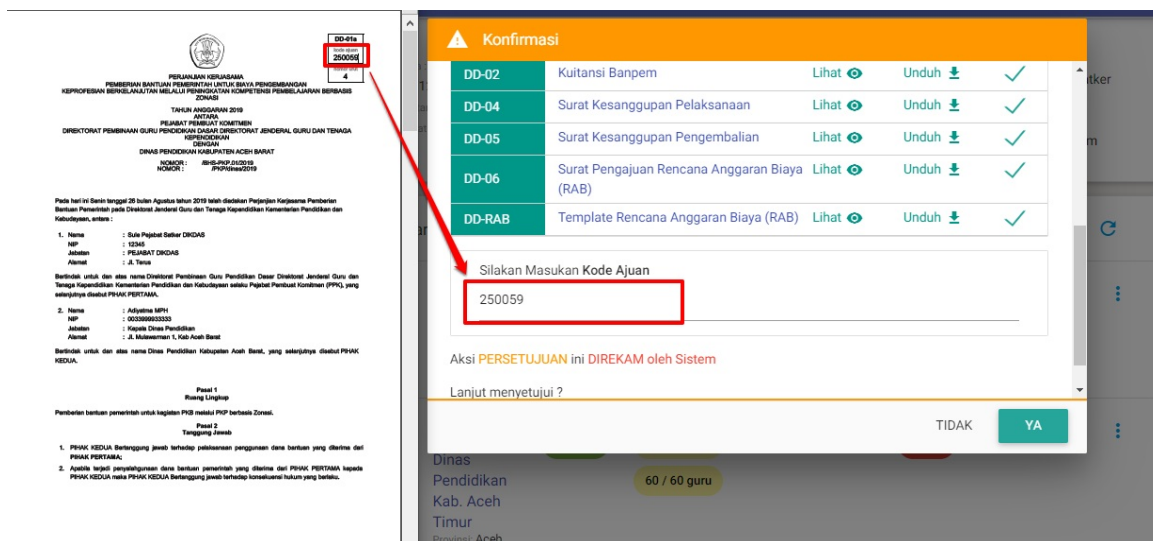 DD-01a
kode ajuan
250059
4
PERJANJIAN KERJASAMA
PEMBERIAN BANTUAN PEMERINTAH UNTUK BIAYA PENGEMBANGAN
KEPROFESIAN BERKELANJUTAN MELALUI PENINGKATAN KOMPETENSI PEMBELAJARAN BERBASIS
ZONASI
TAHUN ANGGARAN 2019
ANTARA
PEJABAT PEMBUAT KOMITMEN
DIREKTORAT PEMBINAAN GURU PENDIDIKAN DASAR DIREKTORAT JENDERAL GURU DAN TENAGA
KEPENDIDIKAN
DENGAN
DINAS PENDIDIKAN KABUPATEN ACEH BARAT
NOMOR : /BHS-PKP.D1/2019
NOMOR : /PKP/dinas/2019
Pada hari ini Senin tanggal 26 bulan Agustus tahun 2019 telah diadakan Perjanjian Kerjasama Pemberian
Bantuan Pemerintah pada Direktorat Jenderal Guru dan Tenaga Kependidikan Kementerian Pendidikan dan
Kebudayaan, antara :
1. Nama : Sule Pejabat Satker DIKDAS
NIP : 12345
Jabatan : PEJABAT DIKDAS
Alamat : Jl. Terus
Bertindak untuk dan atas nama Direktorat Pembinaan Guru Pendidikan Dasar Direktorat Jenderal Guru dan
Tenaga Kependidikan Kementerian Pendidikan dan Kebudayaan selaku Pejabat Pembuat Komitmen (PPK), yang
selanjutnya disebut PIHAK PERTAMA.
2. Nama : Adiyatma MPH
NIP : 0033999933333
Jabatan : Kepala Dinas Pendidikan
Alamat : Jl. Mulawarman 1, Kab Aceh Barat
Bertindak untuk dan atas nama Dinas Pendidikan Kabupaten Aceh Barat, yang selanjutnya disebut PIHAK
KEDUA.
Pasal 1
Ruang Lingkup
Pemberian bantuan pemerintah untuk kegiatan PKB melalui PKP berbasis Zonasi.
Pasal 2
Tanggung Jawab
1. PIHAK KEDUA Bertanggung jawab terhadap pelaksanaan penggunaan dana bantuan yang diterima dari
PIHAK PERTAMA;
2. Apabila terjadi penyalahgunaan dana bantuan pemerintah yang diterima dari PIHAK PERTAMA kepada
PIHAK KEDUA maka PIHAK KEDUA Bertanggung jawab terhadap konsekuensi hukum yang berlaku.
Konfirmasi
DD-02 Kuitansi Banpem Lihat Unduh
DD-04 Surat Kesanggupan Pelaksanaan Lihat Unduh
DD-05 Surat Kesanggupan Pengembalian Lihat Unduh
DD-06 Surat Pengajuan Rencana Anggaran Biaya Lihat Unduh
(RAB)
DD-RAB Template Rencana Anggaran Biaya (RAB) Lihat Unduh
Silakan Masukan Kode Ajuan
250059
Aksi PERSETUJUAN ini DIREKAM oleh Sistem
Lanjut menyetujui ?
TIDAK YA
Dinas
Pendidikan
Kab. Aceh
Timur
Provinsi: Aceh
60 / 60 guru